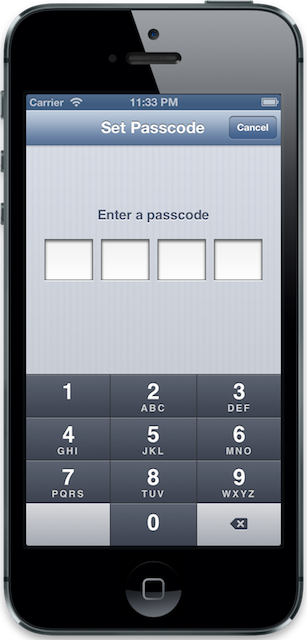 Carrier 11:33 PM
Set Passcode Cancel
Enter a passcode
1 2 3
ABC DEF
4 5 6
GHI JKL MNO
7 8 9
PQRS TUV WXYZ
0